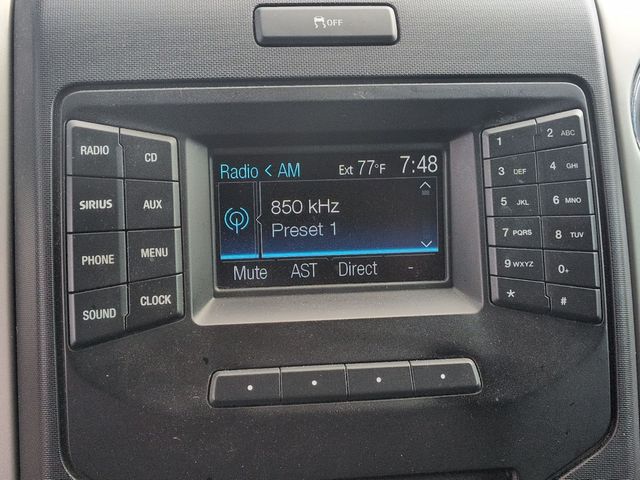 OFF
RADIO
CD
SIRIUS
AUX
PHONE
MENU
SOUND
CLOCK
Radio < AM Ext 77°F 7:48
850 kHz
Preset 1
Mute AST Direct -
1
2 ABC
3 DEF
4 GHI
5 JKL
6 MNO
7 PQRS
8 TUV
9 WXYZ
0+
*
#